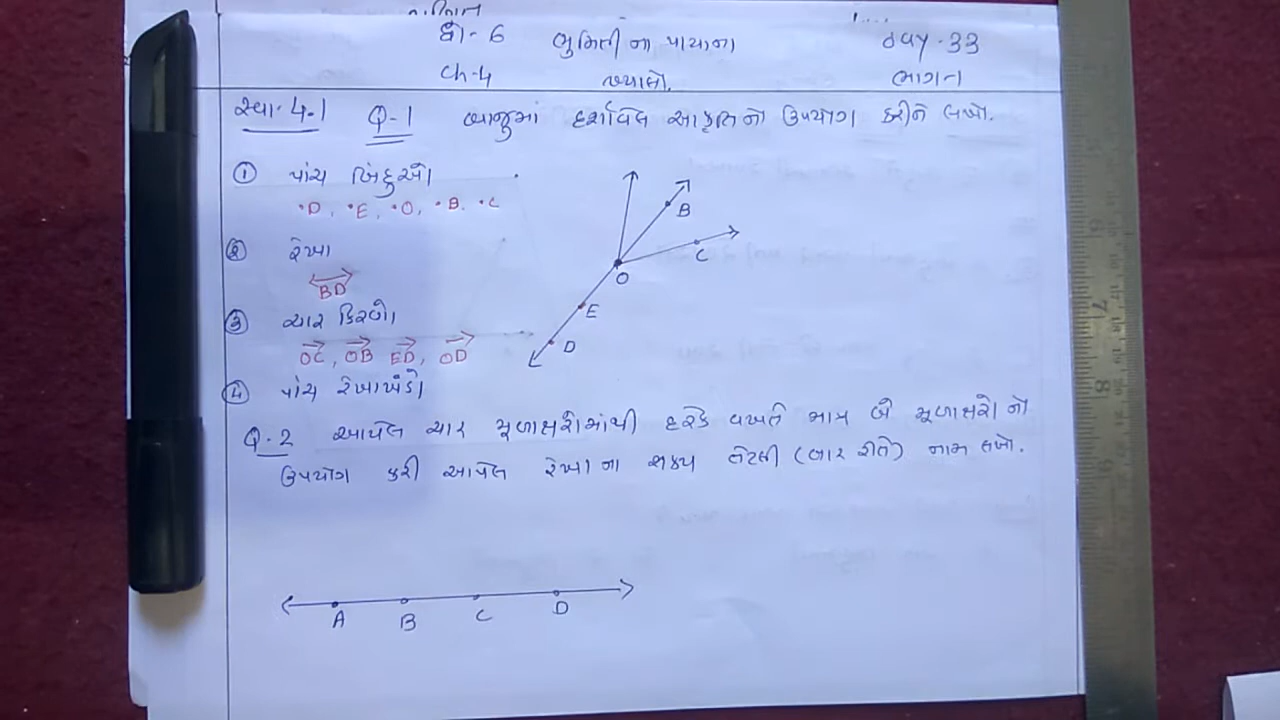 ધો-6 ભુમિતી ના પાયાના day-33
ch-4 ખ્યાલો. ભાગ
સ્વા-4.1 Q-1 બાજુમાં દર્શાવેલ આકૃતિનો ઉપયોગ કરીને લખો.
① પાંચ બિંદુઓ
•D, •E, •O, •B, •C
② રેખા
BD
③ ચાર કિરણો
OC, OB ED, OD
④ પાંચ રેખાખંડો
B
C
O
E
D
Q-2 આપેલ ચાર મૂળાક્ષરોમાંથી દરેક વખતે માત્ર બે મૂળાક્ષરો નો
ઉપયોગ કરી આપેલ રેખા ના શક્ય તેટલી (બાર રીતે) નામ લખો.
A B C D